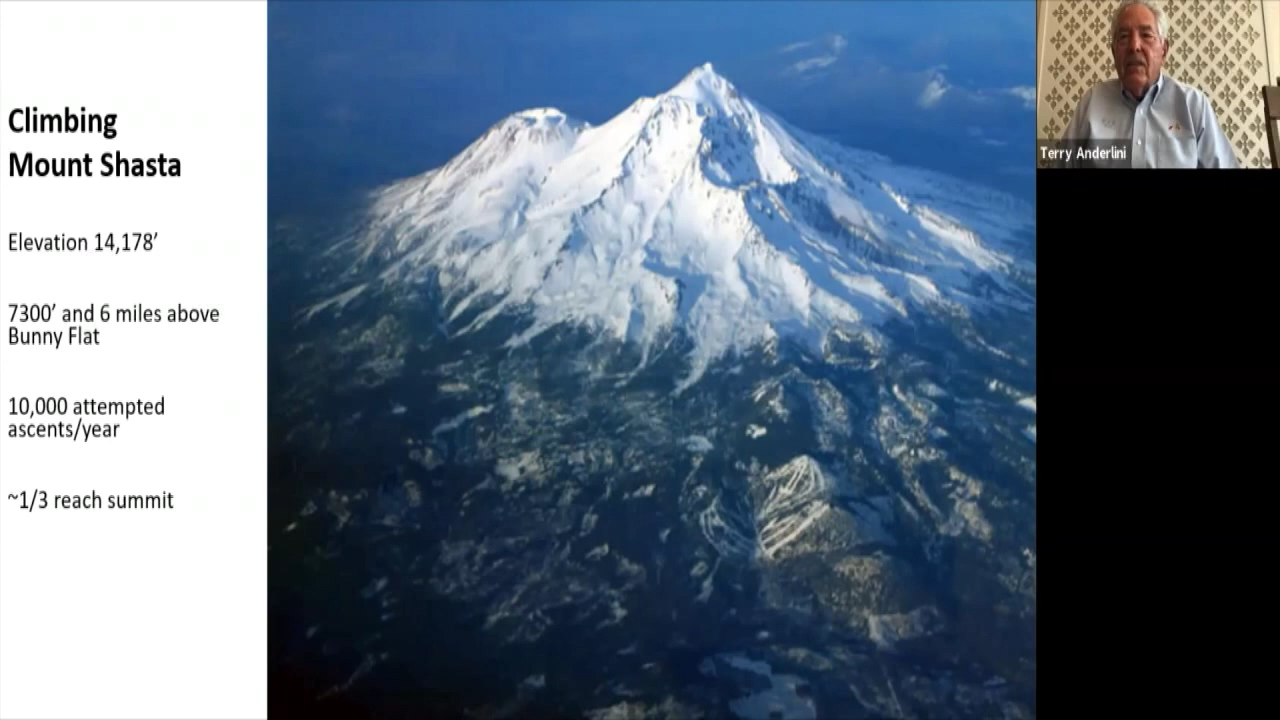 Climbing
Mount Shasta
Elevation 14,178’
7300’ and 6 miles above
Bunny Flat
10,000 attempted
ascents/year
~1/3 reach summit
Terry Anderlini